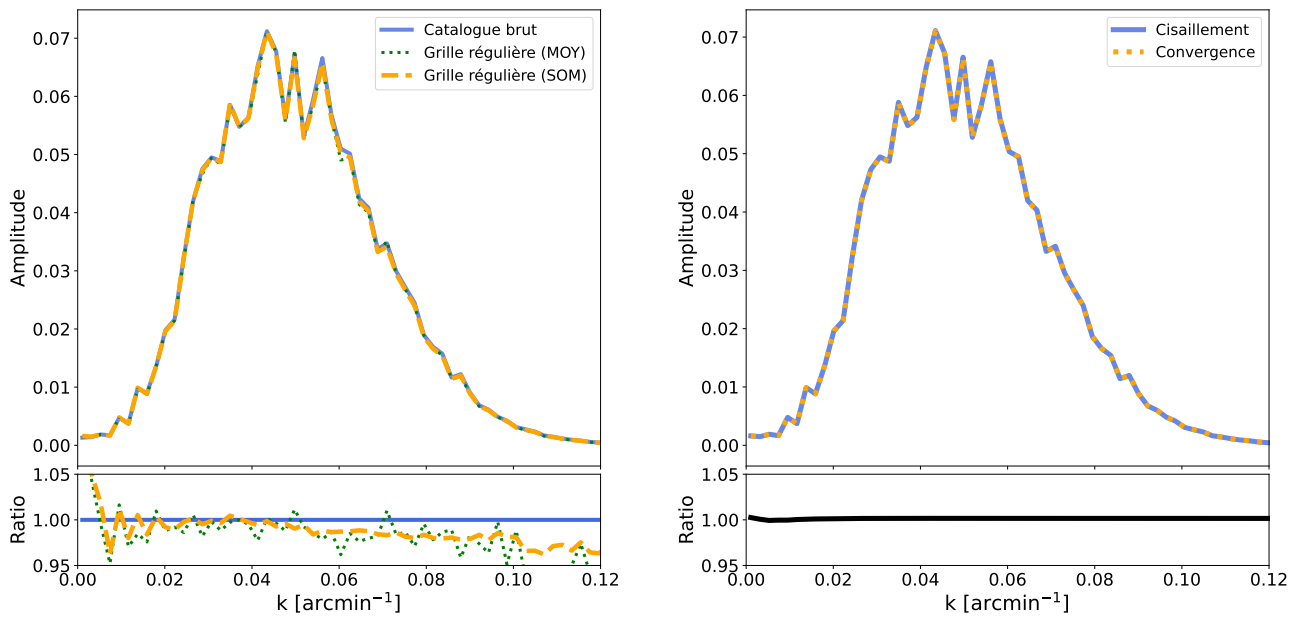 Amplitude
0.07
0.06
0.05
0.04
0.03
0.02
0.01
0.00
Catalogue brut
Grille régulière (MOY)
Grille régulière (SOM)
Ratio
1.05
1.00
0.95
0.00 0.02 0.04 0.06 0.08 0.10 0.12
k [arcmin⁻¹]
Amplitude
0.07
0.06
0.05
0.04
0.03
0.02
0.01
0.00
Cisaillement
Convergence
Ratio
1.05
1.00
0.95
0.00 0.02 0.04 0.06 0.08 0.10 0.12
k [arcmin⁻¹]